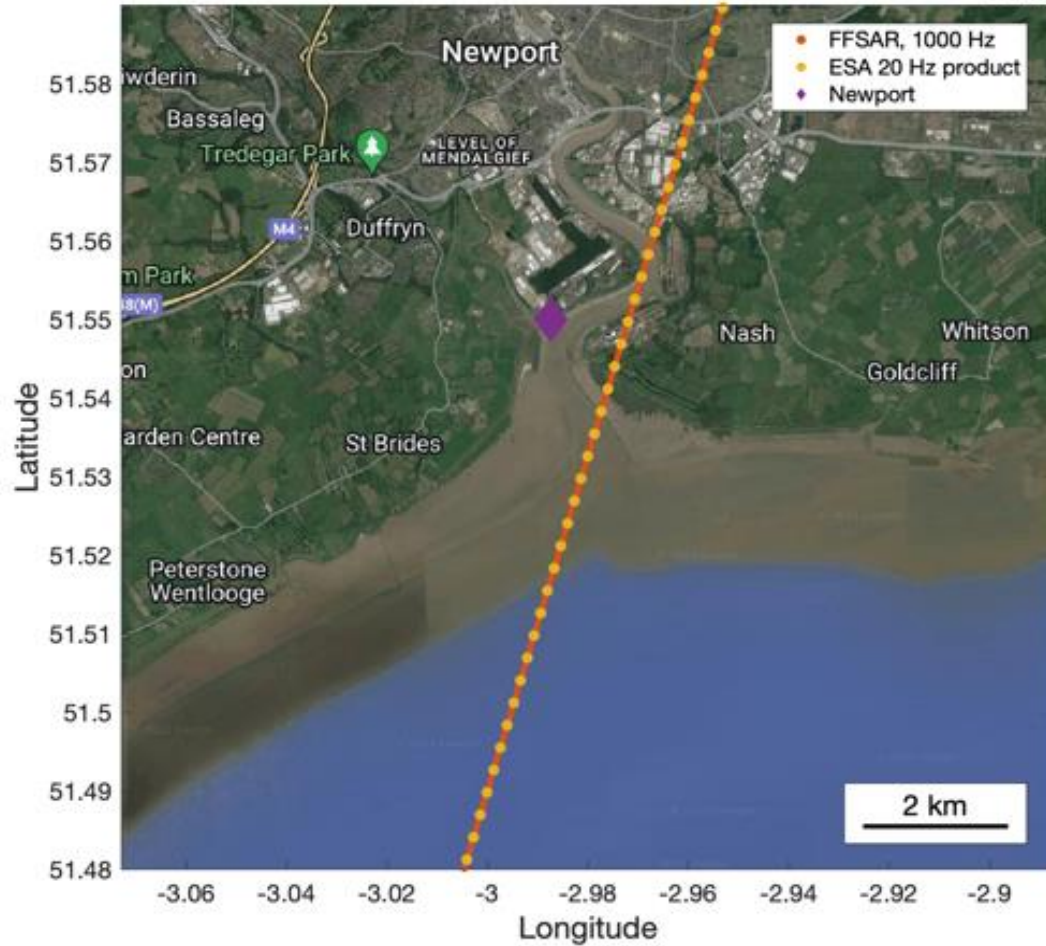 Newport
FFSAR, 1000 Hz
ESA 20 Hz product
Newport
wderin
Bassaleg
LEVEL OF
MENDALGIEF
Tredegar Park
M4
Duffryn
m Park
48(M)
Nash
Whitson
Goldcliff
on
arden Centre
St Brides
Peterstone
Wentlooge
2 km
51.58
51.57
51.56
51.55
51.54
51.53
51.52
51.51
51.5
51.49
51.48
Latitude
-3.06
-3.04
-3.02
-3
-2.98
-2.96
-2.94
-2.92
-2.9
Longitude